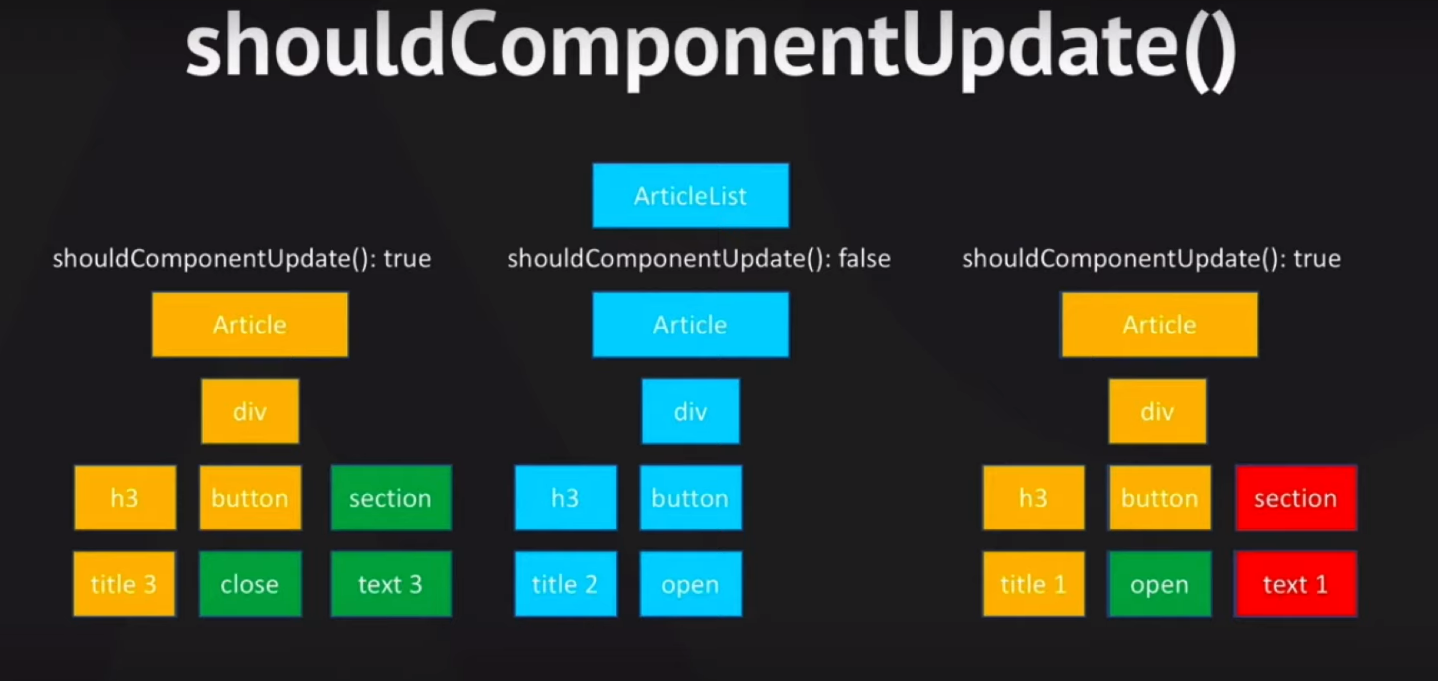 shouldComponentUpdate()
ArticleList
shouldComponentUpdate(): true
shouldComponentUpdate(): false
shouldComponentUpdate(): true
Article
Article
Article
div
div
div
h3 button section
h3 button
h3 button section
title 3 close text 3
title 2 open
title 1 open text 1